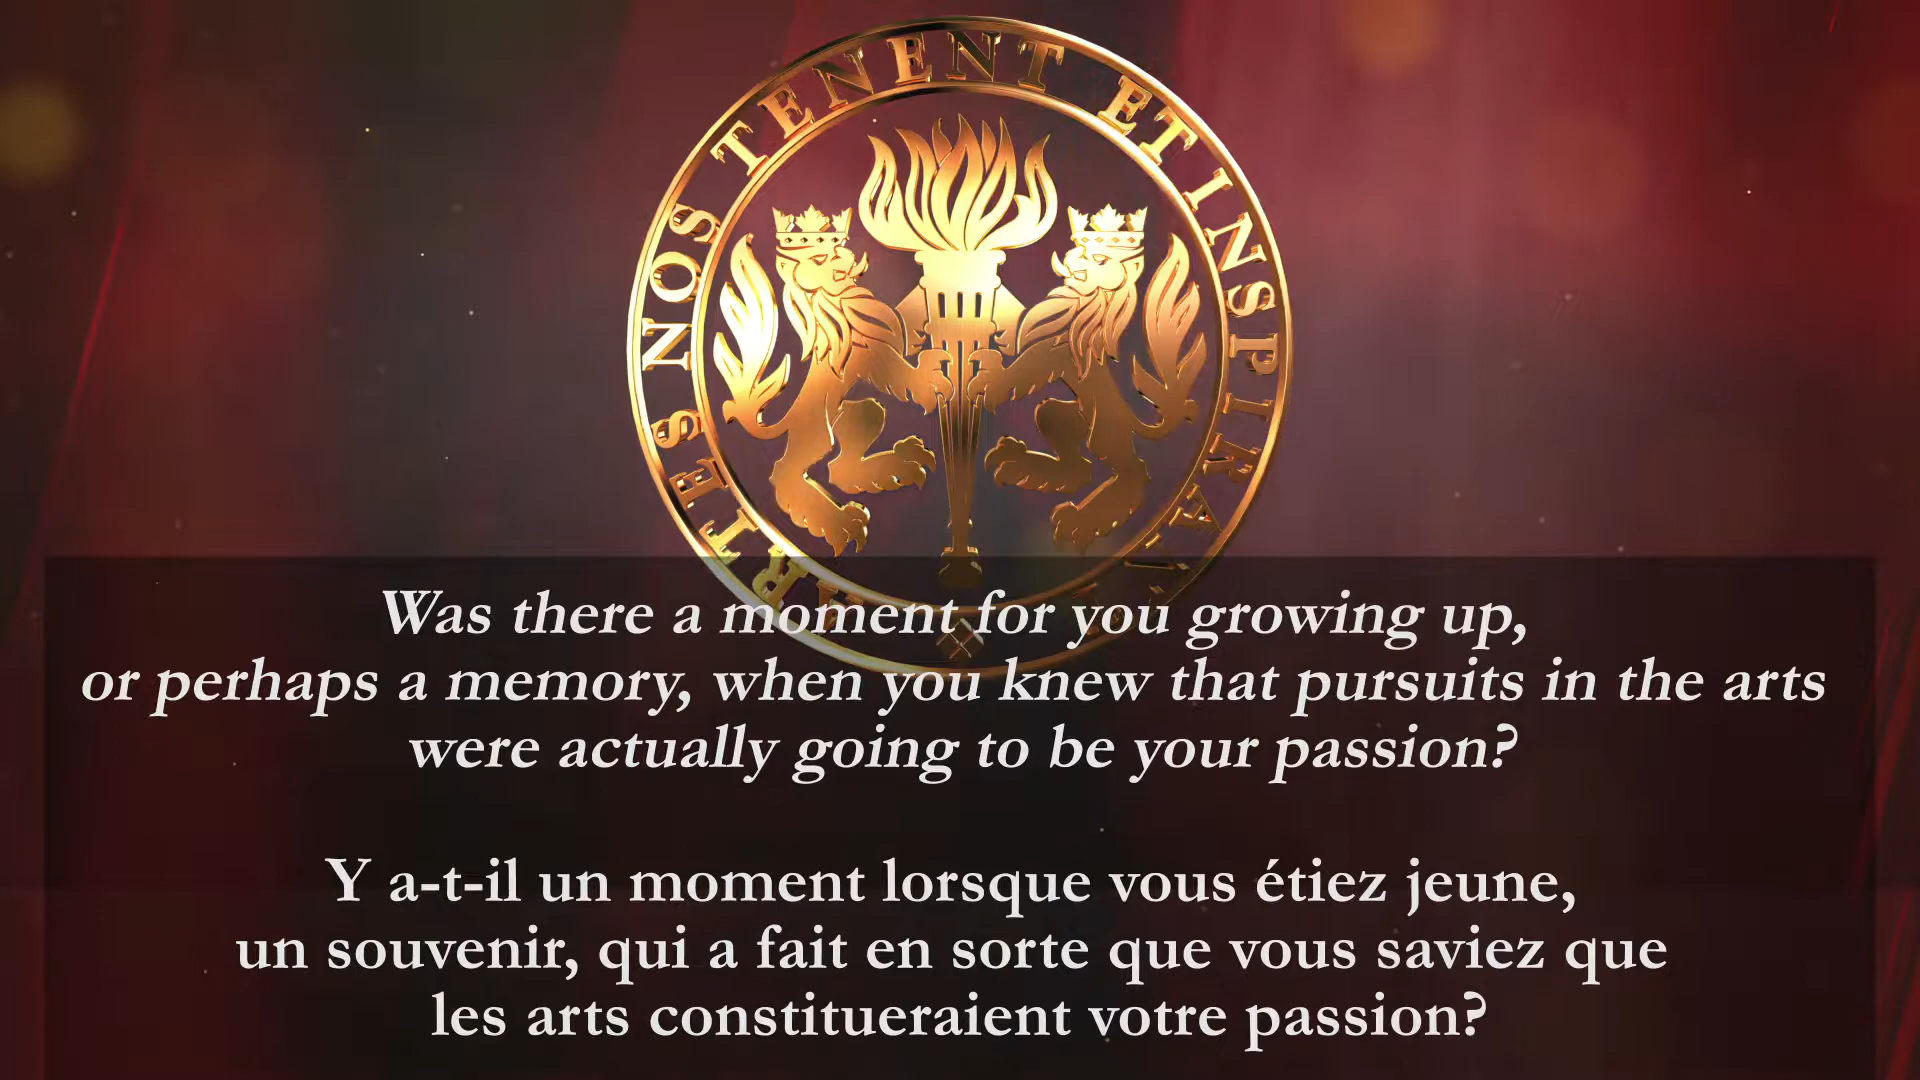 ARTES NOS TENENT ET INSPIRANT
Was there a moment for you growing up,
or perhaps a memory, when you knew that pursuits in the arts
were actually going to be your passion?
Y a-t-il un moment lorsque vous étiez jeune,
un souvenir, qui a fait en sorte que vous saviez que
les arts constitueraient votre passion?